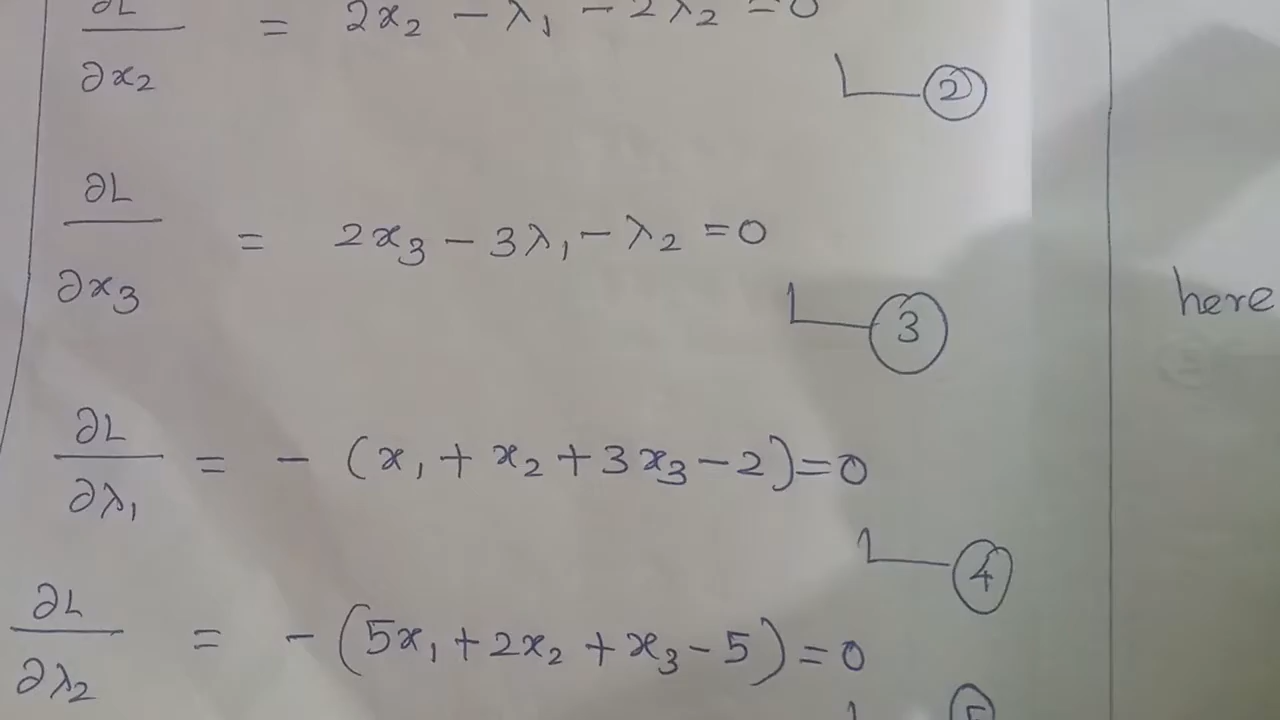 ∂L/∂x₂ = 2x₂ - λ₁ - 2λ₂ = 0
②
∂L/∂x₃ = 2x₃ - 3λ₁ - λ₂ = 0
③
here
∂L/∂λ₁ = - (x₁ + x₂ + 3x₃ - 2) = 0
④
∂L/∂λ₂ = - (5x₁ + 2x₂ + x₃ - 5) = 0
⑤